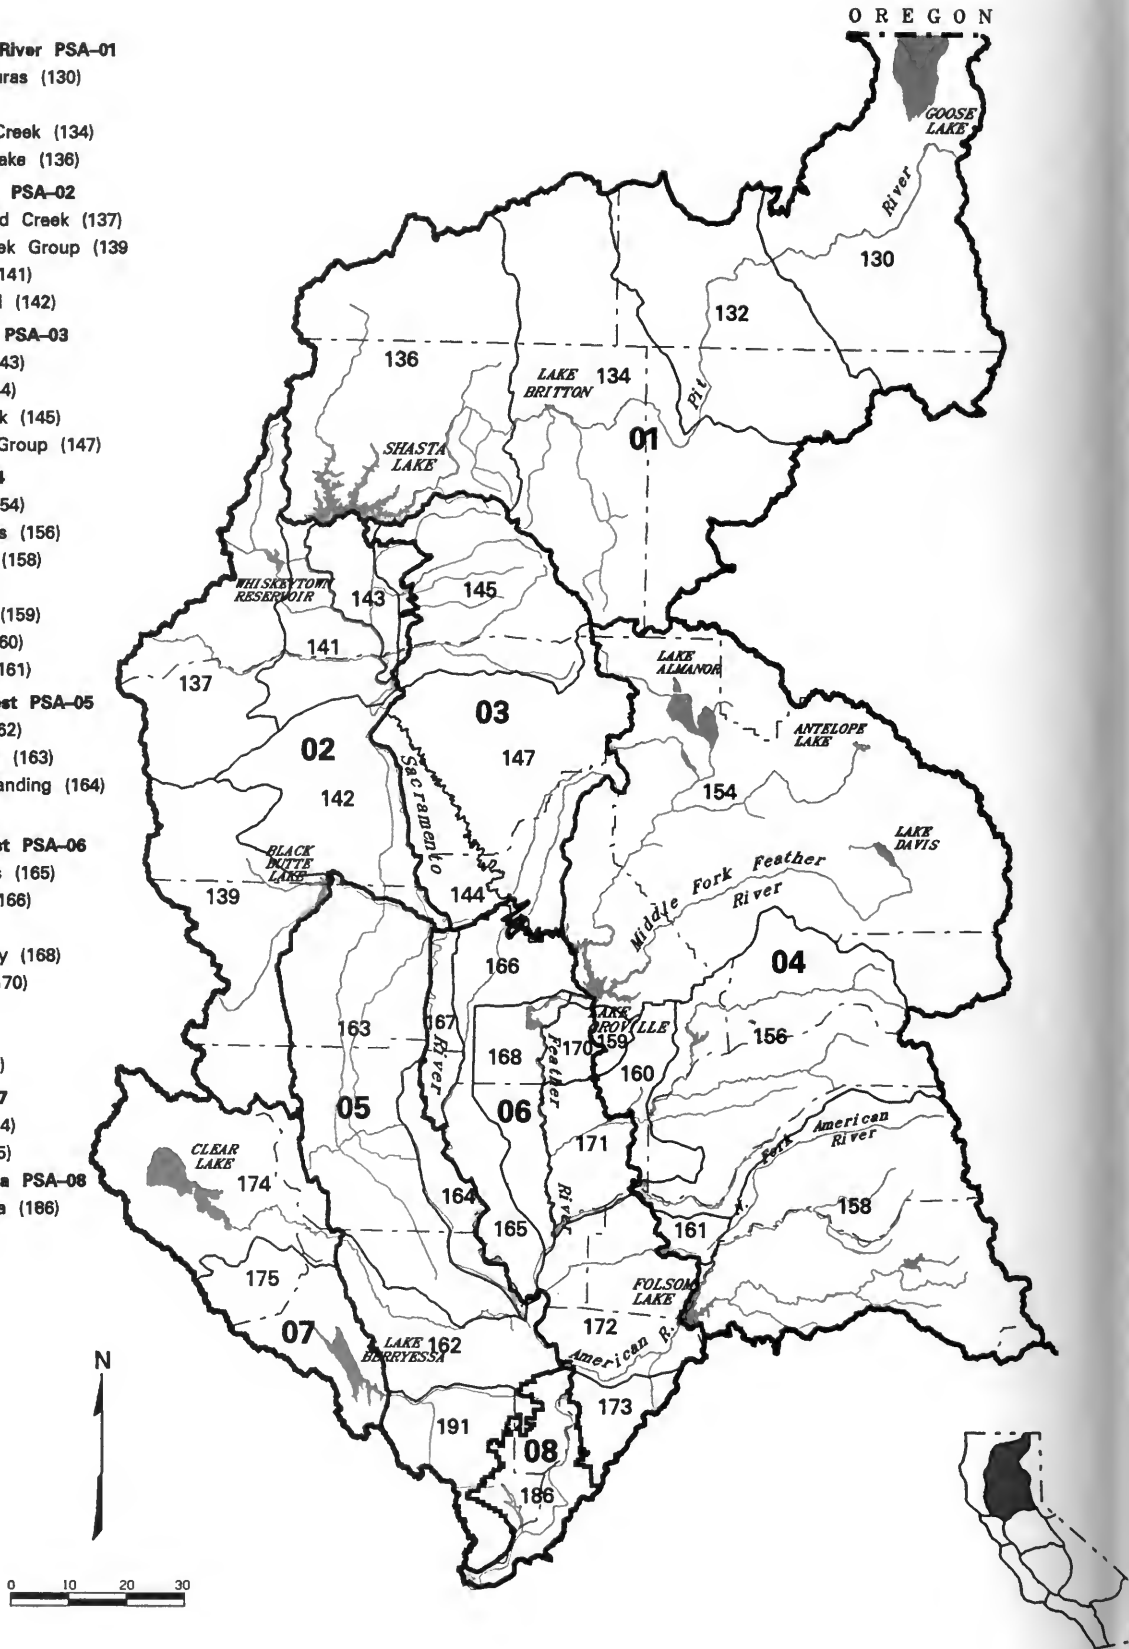 OREGON
River PSA-01
uras (130)
Creek (134)
ake (136)
PSA-02
d Creek (137)
ek Group (139
141)
l (142)
PSA-03
43)
4)
k (145)
Group (147)
4
54)
s (156)
(158)
(159)
60)
161)
est PSA-05
62)
(163)
anding (164)
st PSA-06
s (165)
166)
y (168)
70)
)
7
4)
5)
a PSA-08
a (186)
GOOSE
LAKE
River
130
132
136
LAKE
BRITTON
134
Pit
01
SHASTA
LAKE
WHISKEYTOWN
RESERVOIR
143
145
141
137
LAKE
ALMANOR
03
02
147
ANTELOPE
LAKE
142
Sacramento
154
LAKE
DAVIS
BLACK
BUTTE
LAKE
139
144
Middle Fork Feather
River
166
04
LAKE
OROVILLE
163
167
River
168
Feather
170
159
160
156
05
06
Fork American
River
171
CLEAR
LAKE
174
164
River
165
161
N.
158
175
FOLSOM
LAKE
07
172
LAKE
BERRYESSA
162
American R.
N
173
191
08
186
0 10 20 30